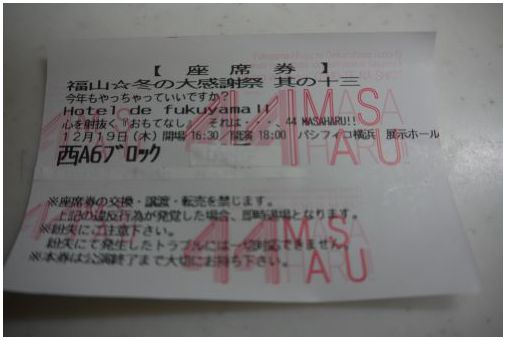 【 座 席 券 】
福山☆冬の大感謝祭 其の十三
今年もやっちゃっていいですか?
Hotel de fukuyama!!
心を射抜く『おもてなし』 それは・・・、44 MASAHARU!!
12月19日(木) 開場 16:30 開演 18:00 パシフィコ横浜 展示ホール
西A6ブロック
44 MASA
HARU
※座席券の交換・譲渡・転売を禁じます。
上記の違反行為が発覚した場合、即時退場となります。
※紛失にご注意下さい。
紛失にて発生したトラブルには一切対応できません。
※本券は公演終了まで大切にお持ち下さい。
44 MASA
HARU